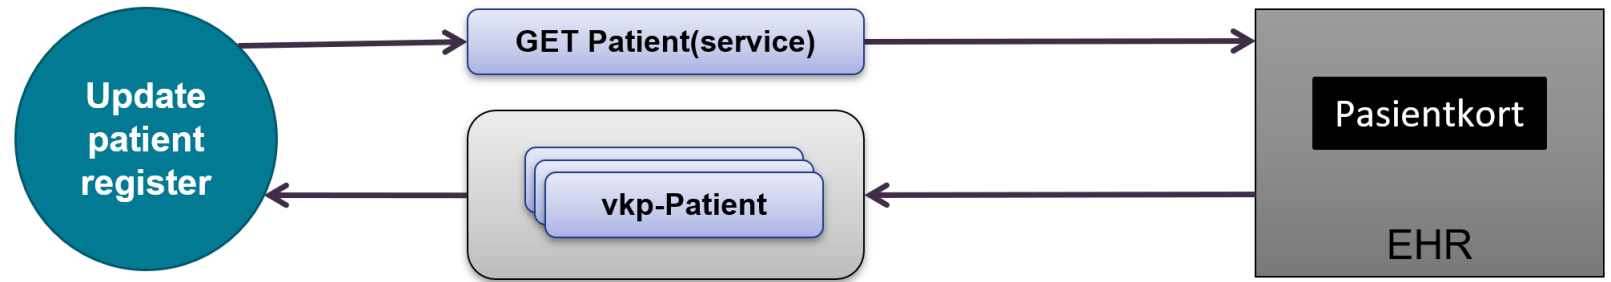 GET Patient(service)
Update
patient
register
Pasientkort
vkp-Patient
EHR